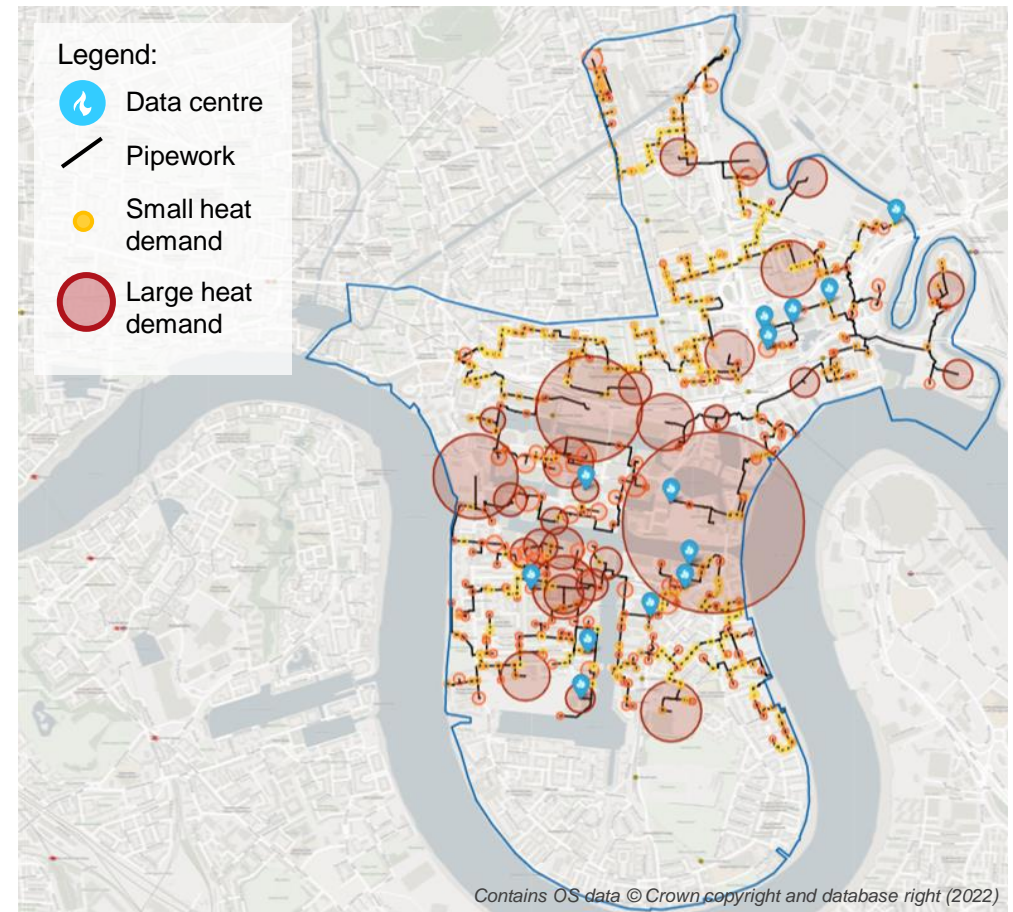 Legend:
Data centre
Pipework
Small heat
demand
Large heat
demand
Contains OS data © Crown copyright and database right (2022)